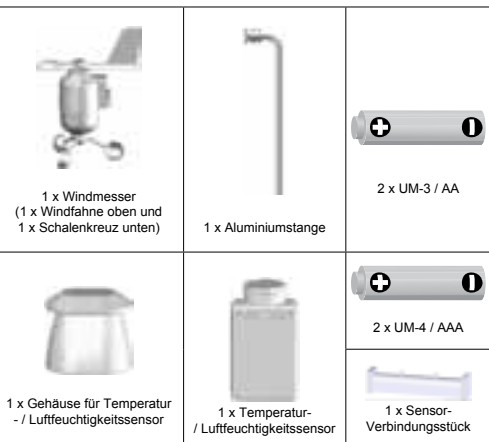 1 x Windmesser
(1 x Windfahne oben und
1 x Schalenkreuz unten)
1 x Aluminiumstange
2 x UM-3 / AA
1 x Gehäuse für Temperatur
- / Luftfeuchtigkeitssensor
1 x Temperatur-
/ Luftfeuchtigkeitssensor
2 x UM-4 / AAA
1 x Sensor-
Verbindungsstück